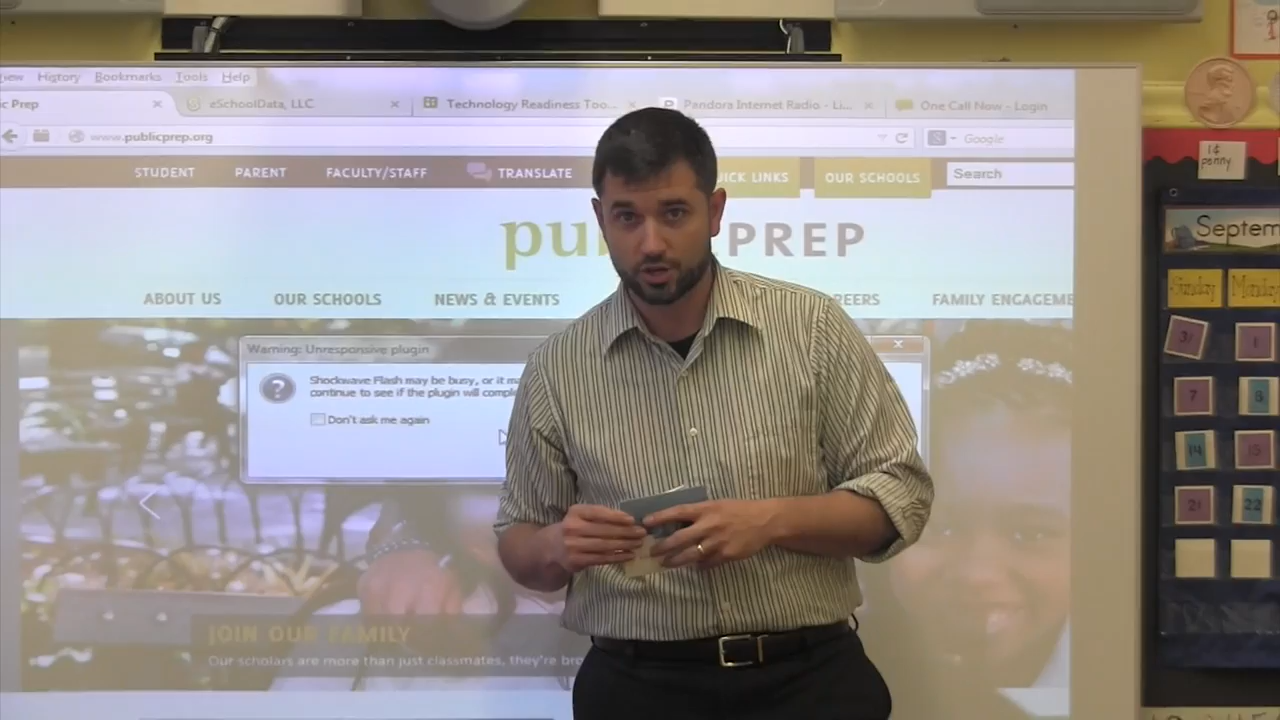 History Bookmarks Tools Help
c Prep
eSchoolData, LLC
Technology Readiness Too...
Pandora Internet Radio - Li...
One Call Now - Login
www.publicprep.org
Google
STUDENT PARENT FACULTY/STAFF TRANSLATE
LINKS
OUR SCHOOLS
Search
PREP
ABOUT US OUR SCHOOLS NEWS & EVENTS
FAMILY ENGAGEME
Warning: Unresponsive plugin
Shockwave Flash may be busy, or it ma
continue to see if the plugin will comple
Don't ask me again
JOIN OUR FAMILY
Our scholars are more than just classmates, they're bro
1¢
penny
Septem
Sunday Monday
31 1
7 8
14 15
21 22